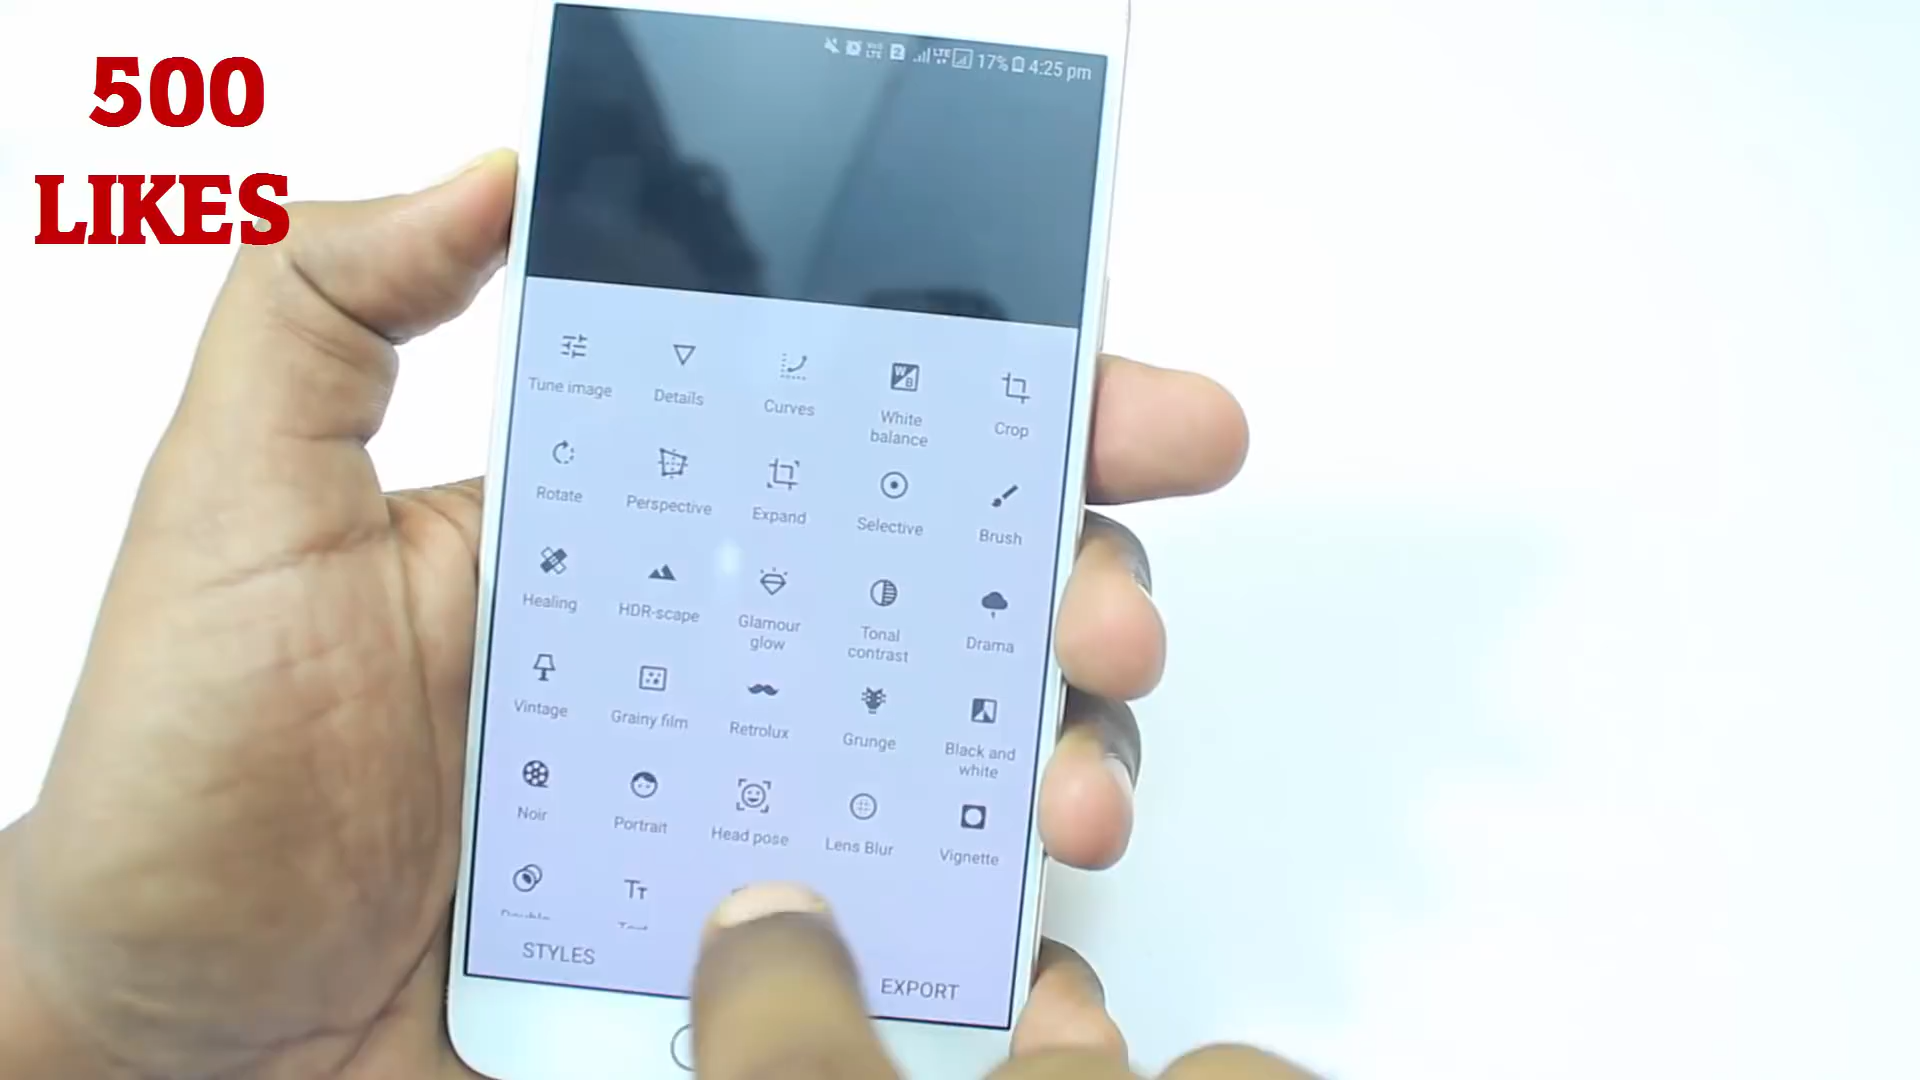 500
LIKES
17% 4:25 pm
Tune image
Details
Curves
White
balance
Crop
Rotate
Perspective
Expand
Selective
Brush
Healing
HDR-scape
Glamour
glow
Tonal
contrast
Drama
Vintage
Grainy film
Retrolux
Grunge
Black and
white
Noir
Portrait
Head pose
Lens Blur
Vignette
STYLES
EXPORT